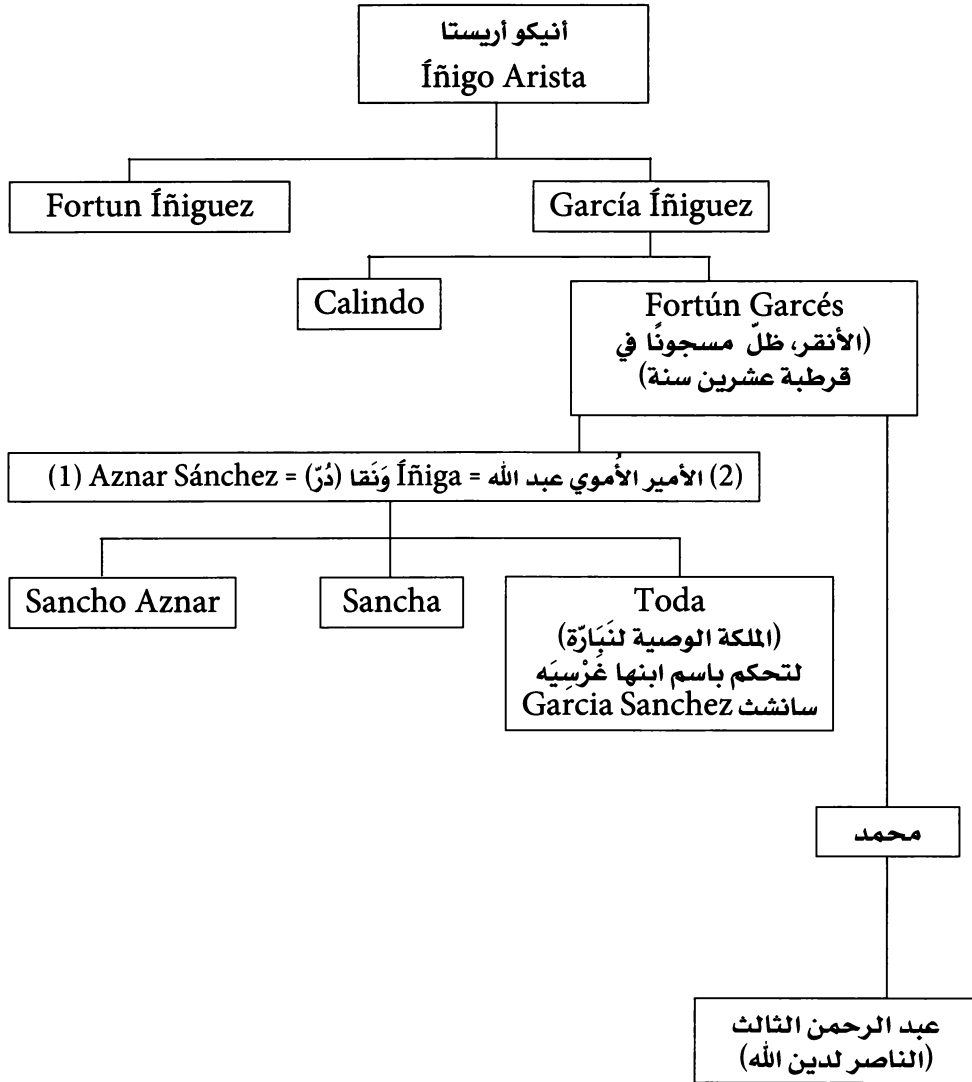 أنيكو أريستا
Íñigo Arista
Fortun Íñiguez
García Íñiguez
Calindo
Fortún Garcés
(الأنقر، ظلّ مسجونًا في
قرطبة عشرين سنة)
(2) الأمير الأُموي عبد الله = Íñiga وَنَقا (دُرّ) = Aznar Sánchez (1)
Sancho Aznar
Sancha
Toda
(الملكة الوصية لنَبَارّة)
لتحكم باسم ابنها غَرْسِيَه
سانشث Garcia Sanchez
محمد
عبد الرحمن الثالث
(الناصر لدين الله)